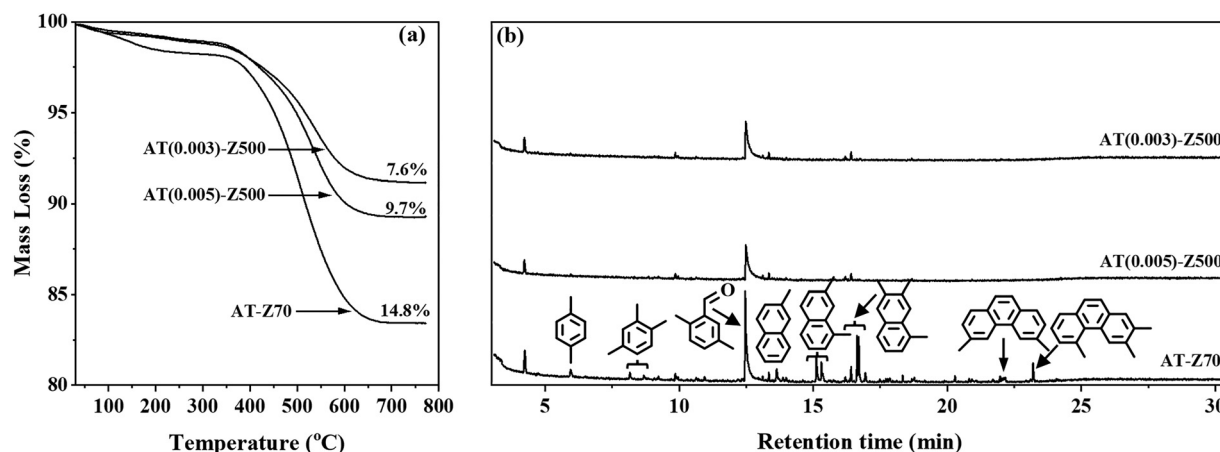 (a)
100
95
90
85
80
Mass Loss (%)
AT(0.003)-Z500
7.6%
AT(0.005)-Z500
9.7%
AT-Z70
14.8%
100 200 300 400 500 600 700 800
Temperature (°C)
(b)
AT(0.003)-Z500
AT(0.005)-Z500
O
AT-Z70
5 10 15 20 25 30
Retention time (min)